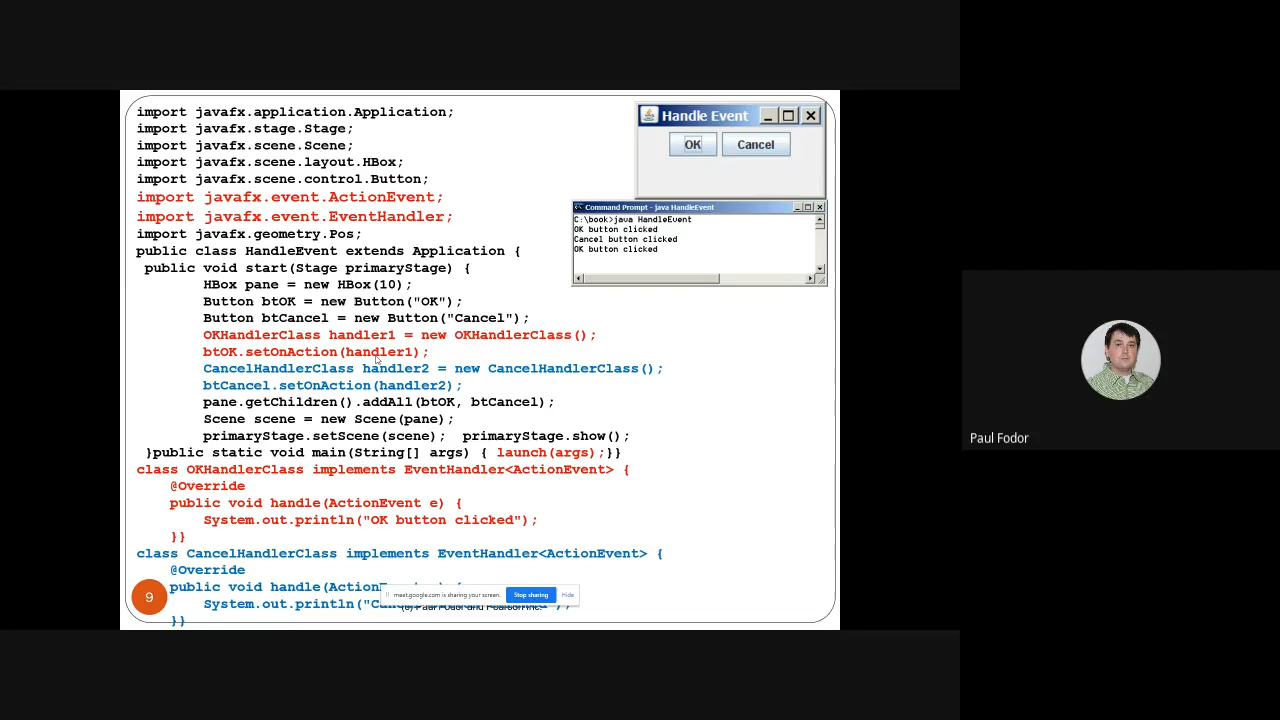 import javafx.application.Application;
import javafx.stage.Stage;
import javafx.scene.Scene;
import javafx.scene.layout.HBox;
import javafx.scene.control.Button;
import javafx.event.ActionEvent;
import javafx.event.EventHandler;
import javafx.geometry.Pos;
public class HandleEvent extends Application {
public void start(Stage primaryStage) {
HBox pane = new HBox(10);
Button btOK = new Button("OK");
Button btCancel = new Button("Cancel");
OKHandlerClass handler1 = new OKHandlerClass();
btOK.setOnAction(handler1);
CancelHandlerClass handler2 = new CancelHandlerClass();
btCancel.setOnAction(handler2);
pane.getChildren().addAll(btOK, btCancel);
Scene scene = new Scene(pane);
primaryStage.setScene(scene); primaryStage.show();
}public static void main(String[] args) { launch(args);}}
class OKHandlerClass implements EventHandler<ActionEvent> {
@Override
public void handle(ActionEvent e) {
System.out.println("OK button clicked");
}}
class CancelHandlerClass implements EventHandler<ActionEvent> {
@Override
public void handle(
System.out.println("
}}
9
Handle Event
OK Cancel
Command Prompt - java HandleEvent
C:\book>java HandleEvent
OK button clicked
Cancel button clicked
OK button clicked
meet.google.com is sharing your screen. Stop sharing Hide
Paul Fodor